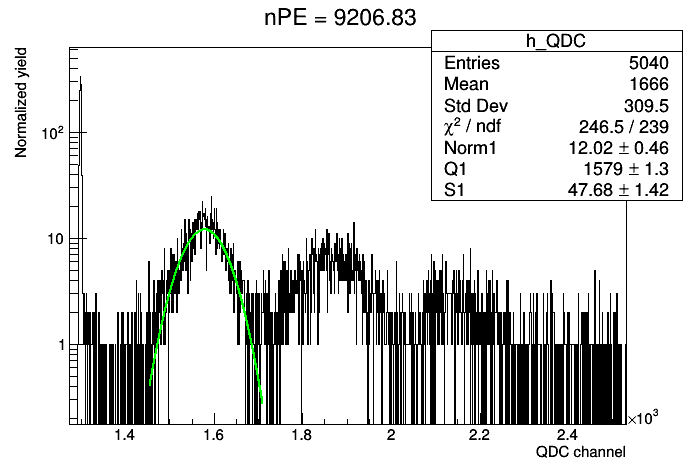 nPE = 9206.83
h_QDC
Entries 5040
Mean 1666
Std Dev 309.5
χ² / ndf 246.5 / 239
Norm1 12.02 ± 0.46
Q1 1579 ± 1.3
S1 47.68 ± 1.42
Normalized yield
10²
10
1
1.4 1.6 1.8 2 2.2 2.4
×10³
QDC channel